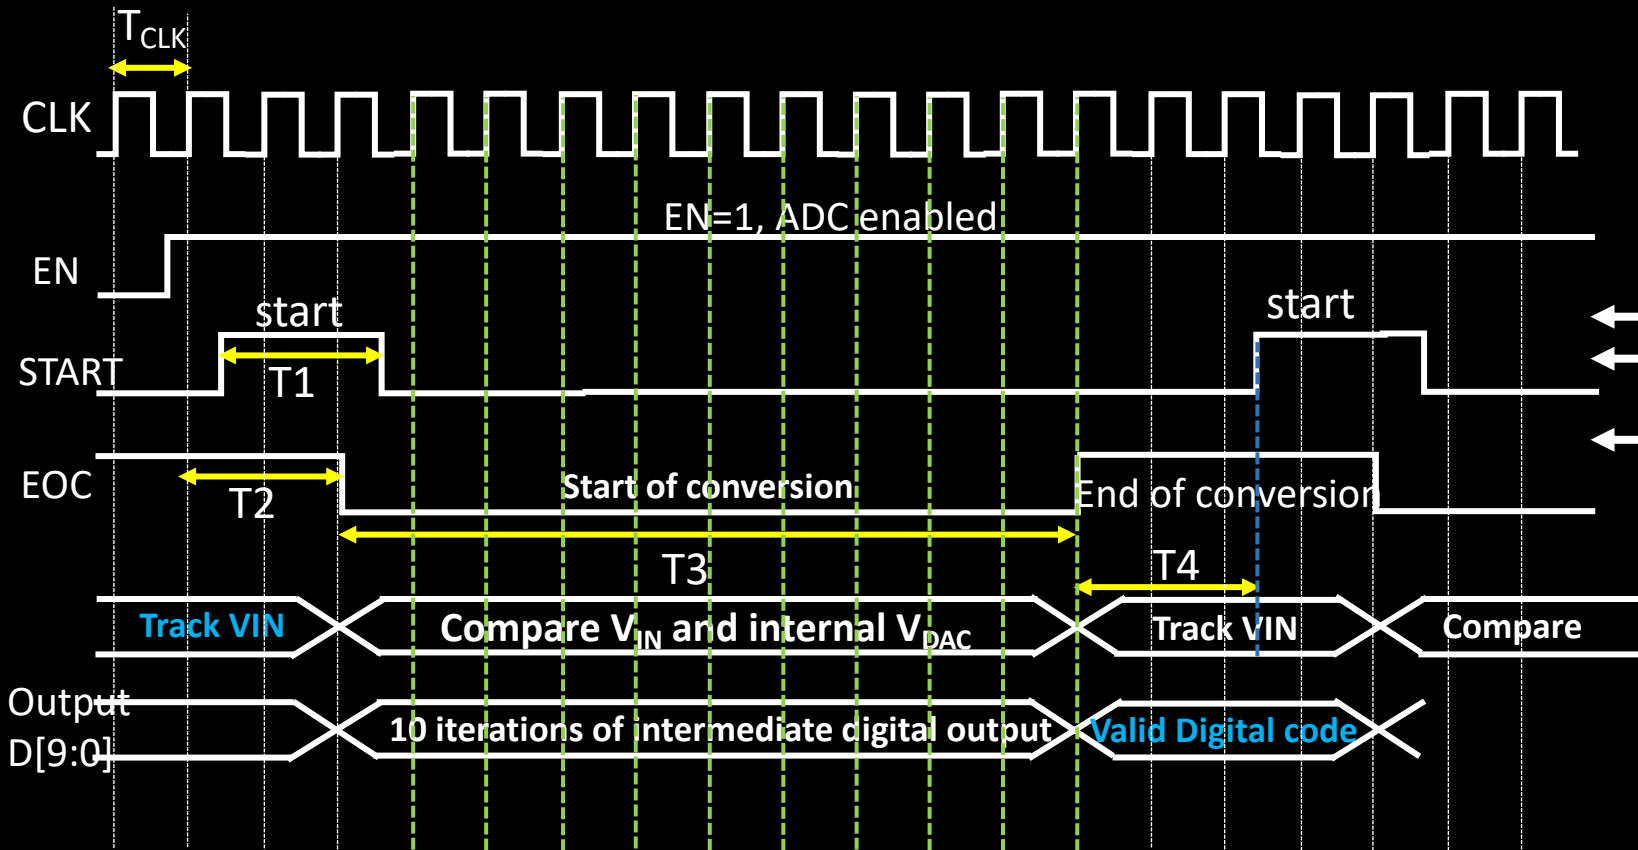 TCLK
CLK
EN=1, ADC enabled
EN
start
start
START
T1
EOC
T2
Start of conversion
End of conversion
T3
T4
Track VIN
Compare VIN and internal VDAC
Track VIN
Compare
Output
D[9:0]
10 iterations of intermediate digital output
Valid Digital code